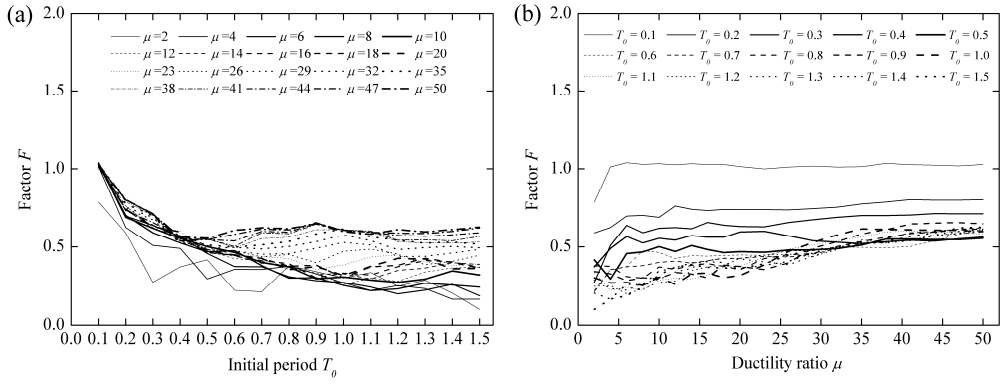 (a)
2.0
1.5
1.0
0.5
0.0
Factor F
μ=2 μ=4 μ=6 μ=8 μ=10
μ=12 μ=14 μ=16 μ=18 μ=20
μ=23 μ=26 μ=29 μ=32 μ=35
μ=38 μ=41 μ=44 μ=47 μ=50
0.0 0.1 0.2 0.3 0.4 0.5 0.6 0.7 0.8 0.9 1.0 0.1 1.2 1.3 1.4 1.5
Initial period T0
(b)
2.0
1.5
1.0
0.5
0.0
Factor F
T0 = 0.1 T0 = 0.2 T0 = 0.3 T0 = 0.4 T0 = 0.5
T0 = 0.6 T0 = 0.7 T0 = 0.8 T0 = 0.9 T0 = 1.0
T0 = 1.1 T0 = 1.2 T0 = 1.3 T0 = 1.4 T0 = 1.5
0 5 10 15 20 25 30 35 40 45 50
Ductility ratio μ